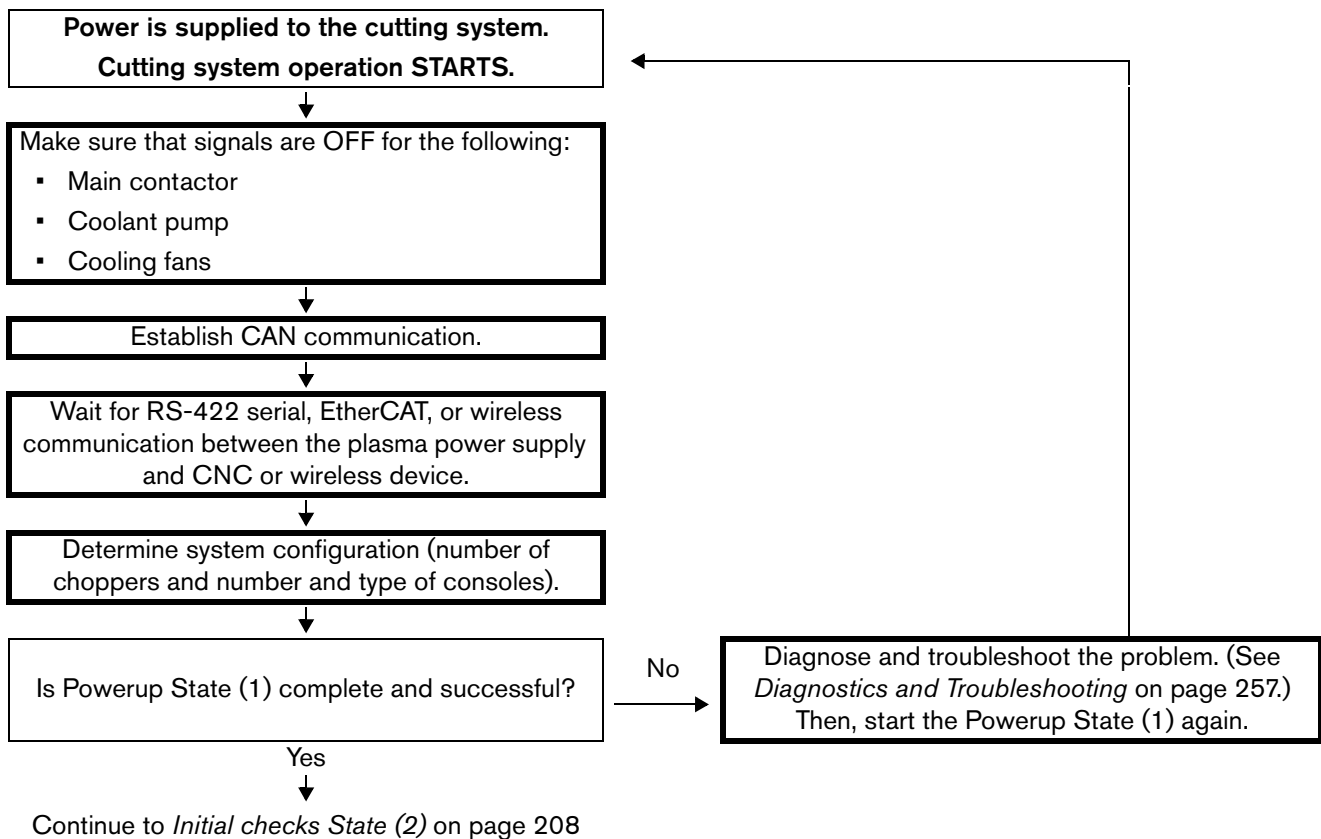 Power is supplied to the cutting system.
Cutting system operation STARTS.
Make sure that signals are OFF for the following:
▪ Main contactor
▪ Coolant pump
▪ Cooling fans
Establish CAN communication.
Wait for RS-422 serial, EtherCAT, or wireless
communication between the plasma power supply
and CNC or wireless device.
Determine system configuration (number of
choppers and number and type of consoles).
Is Powerup State (1) complete and successful?
No
Diagnose and troubleshoot the problem. (See
Diagnostics and Troubleshooting on page 257.)
Then, start the Powerup State (1) again.
Yes
Continue to Initial checks State (2) on page 208